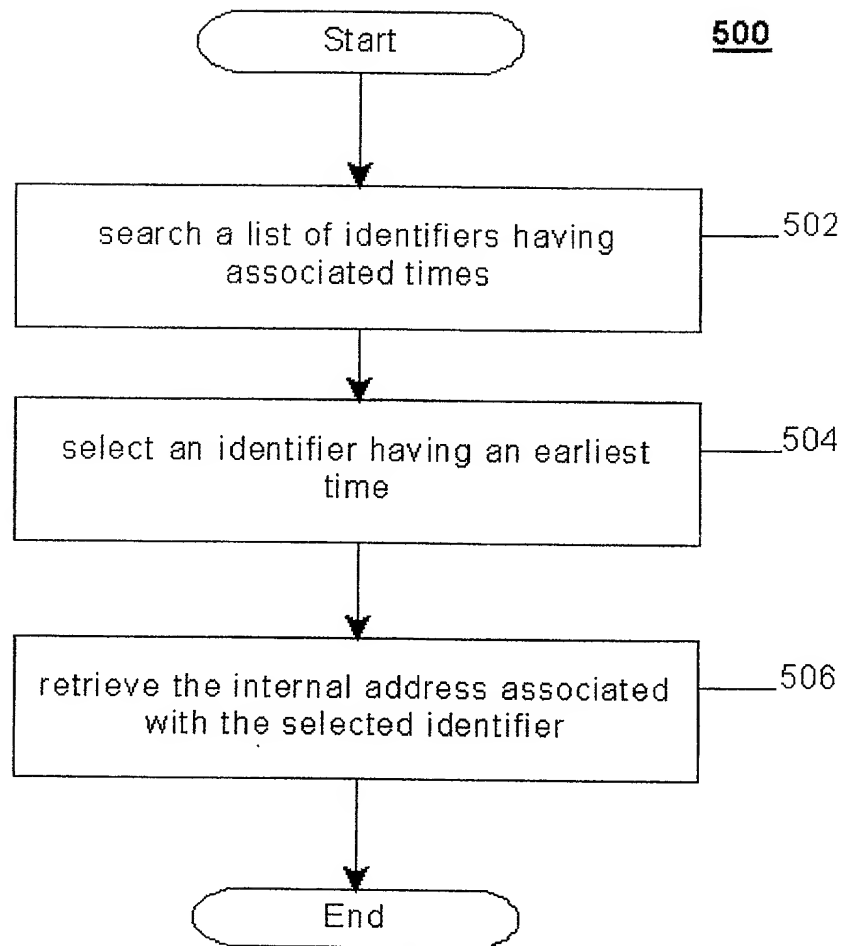 Start
500
search a list of identifiers having
associated times
502
select an identifier having an earliest
time
504
retrieve the internal address associated
with the selected identifier
506
End